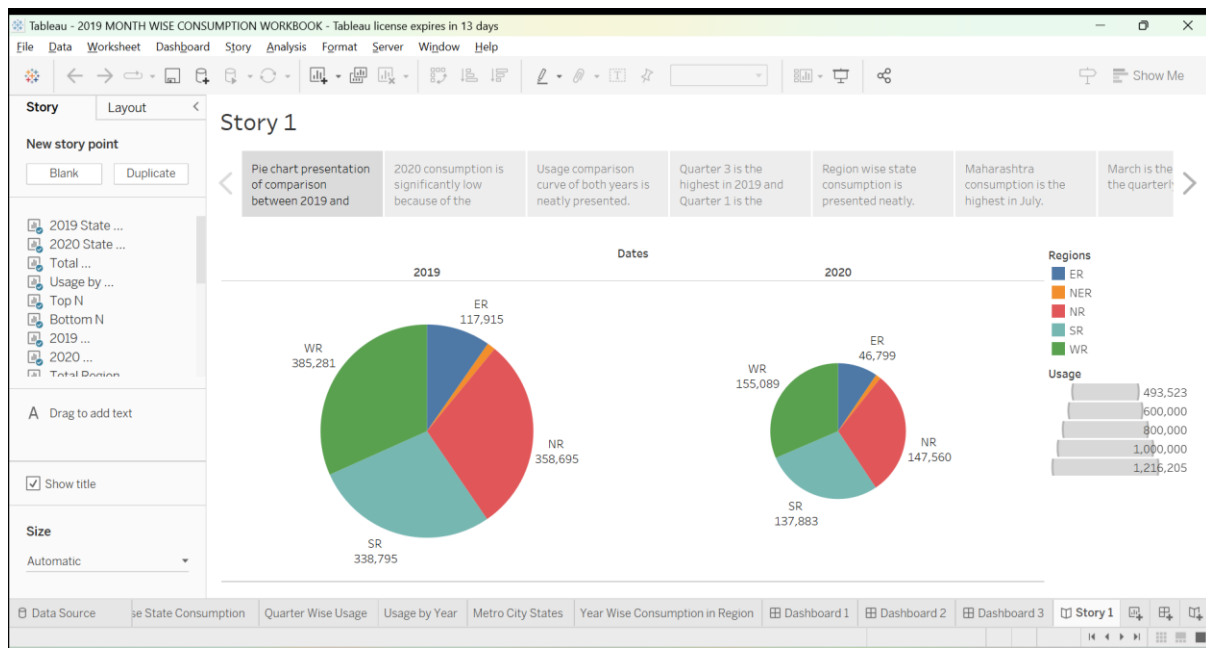 Tableau - 2019 MONTH WISE CONSUMPTION WORKBOOK - Tableau license expires in 13 days
File Data Worksheet Dashboard Story Analysis Format Server Window Help
Show Me
Story Layout
New story point
Blank Duplicate
2019 State ...
2020 State ...
Total ...
Usage by ...
Top N
Bottom N
2019 ...
2020 ...
Total Region
A Drag to add text
Show title
Size
Automatic
Story 1
Pie chart presentation
of comparison
between 2019 and
2020 consumption is
significantly low
because of the
Usage comparison
curve of both years is
neatly presented.
Quarter 3 is the
highest in 2019 and
Quarter 1 is the
Region wise state
consumption is
presented neatly.
Maharashtra
consumption is the
highest in July.
March is the
the quarterl
Dates
2019
2020
ER
117,915
WR
385,281
NR
358,695
SR
338,795
ER
46,799
WR
155,089
NR
147,560
SR
137,883
Regions
ER
NER
NR
SR
WR
Usage
493,523
600,000
800,000
1,000,000
1,216,205
Data Source se State Consumption Quarter Wise Usage Usage by Year Metro City States Year Wise Consumption in Region Dashboard 1 Dashboard 2 Dashboard 3 Story 1